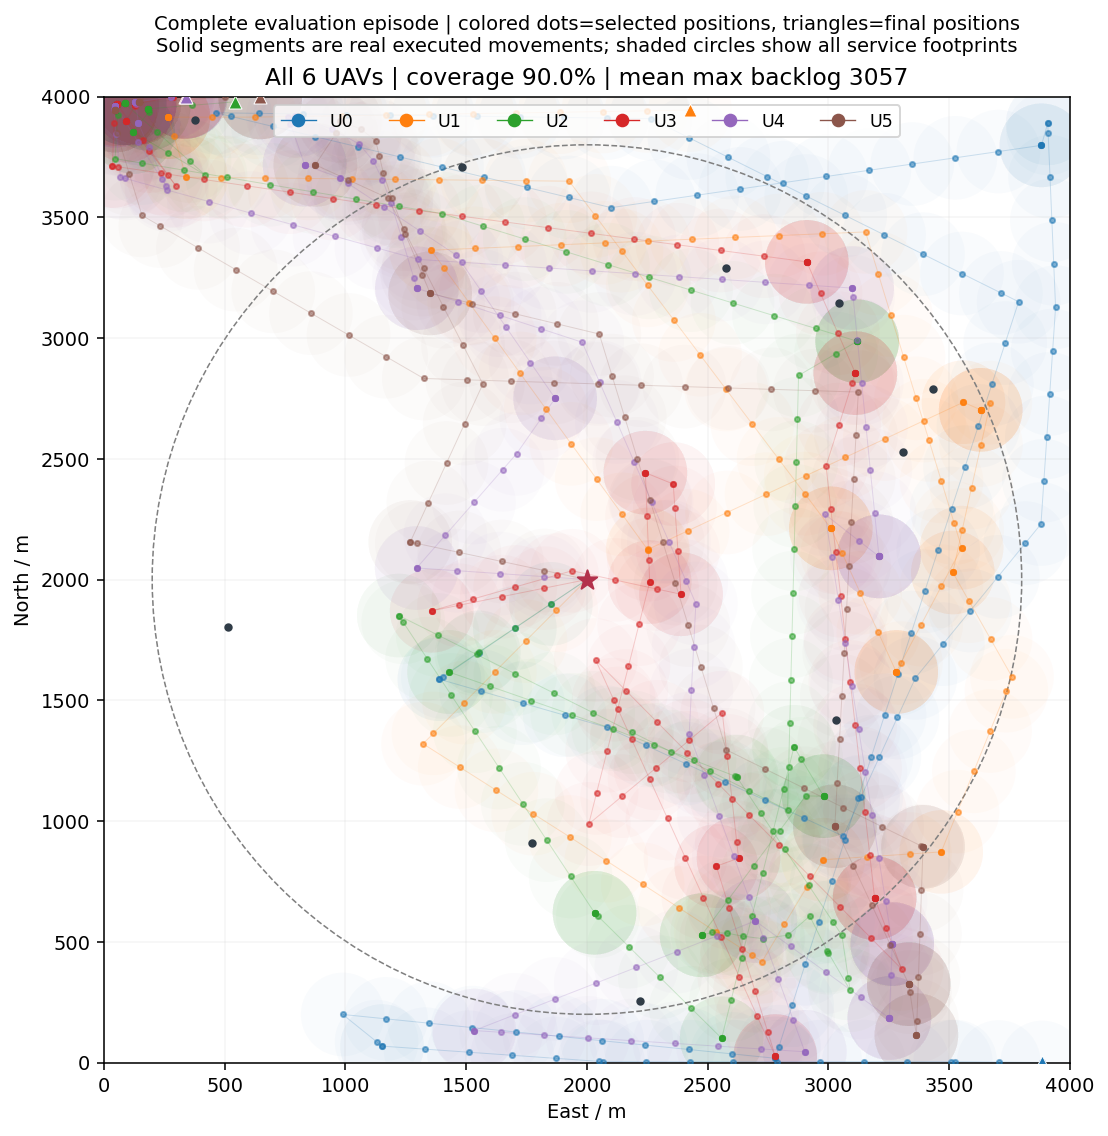 Complete evaluation episode | colored dots=selected positions, triangles=final positions
Solid segments are real executed movements; shaded circles show all service footprints
All 6 UAVs | coverage 90.0% | mean max backlog 3057
U0 U1 U2 U3 U4 U5
4000
3500
3000
2500
2000
1500
1000
500
0
North / m
0 500 1000 1500 2000 2500 3000 3500 4000
East / m